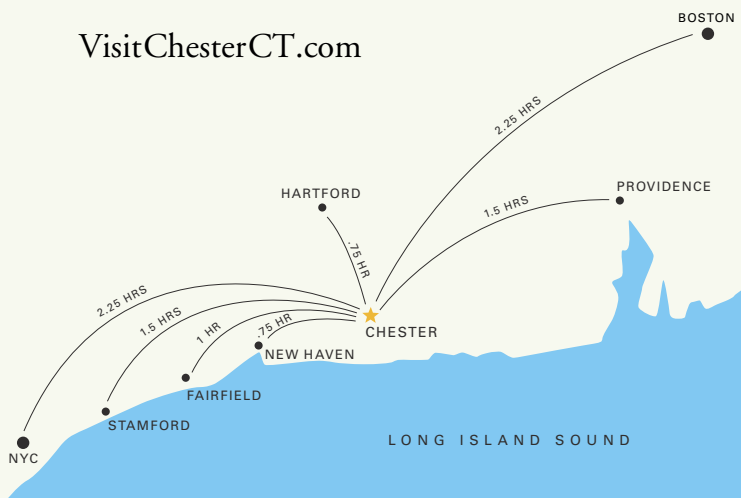 BOSTON
VisitChesterCT.com
2.25 HRS
PROVIDENCE
HARTFORD
1.5 HRS
.75 HR
2.25 HRS
1.5 HRS
1 HR
.75 HR
CHESTER
NEW HAVEN
FAIRFIELD
STAMFORD
LONG ISLAND SOUND
NYC